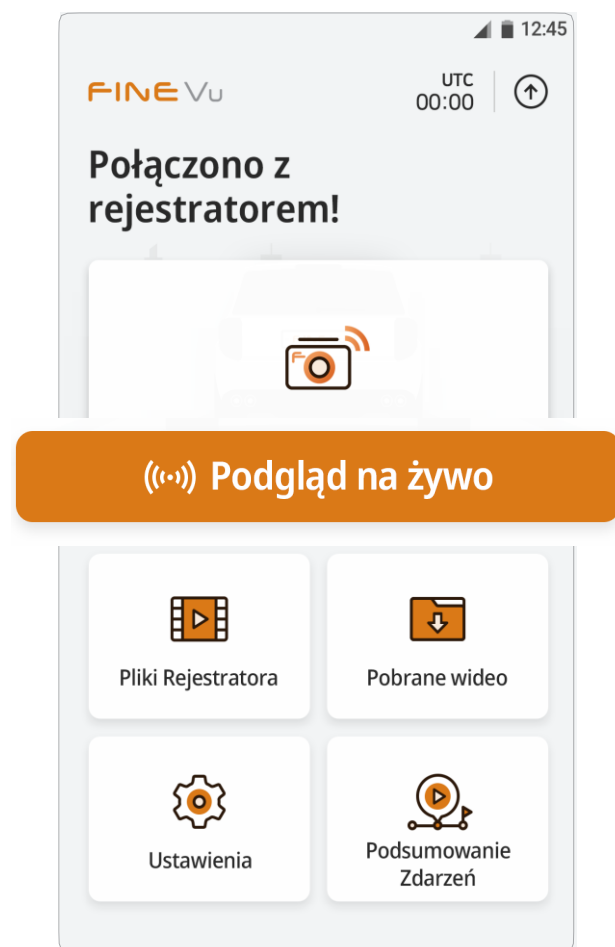 12:45
FINE Vu
UTC
00:00
Połączono z
rejestratorem!
F
Podgląd na żywo
Pliki Rejestratora
Pobrane wideo
Ustawienia
Podsumowanie
Zdarzeń